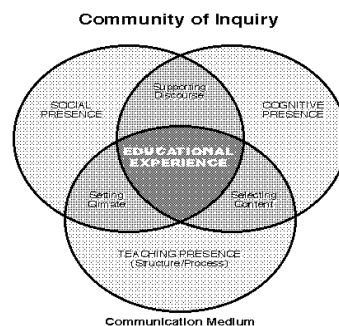 Community of Inquiry
Supporting
Discourse
SOCIAL
PRESENCE
COGNITIVE
PRESENCE
EDUCATIONAL
EXPERIENCE
Setting
Climate
Selecting
Content
TEACHING PRESENCE
(Structure/Process)
Communication Medium